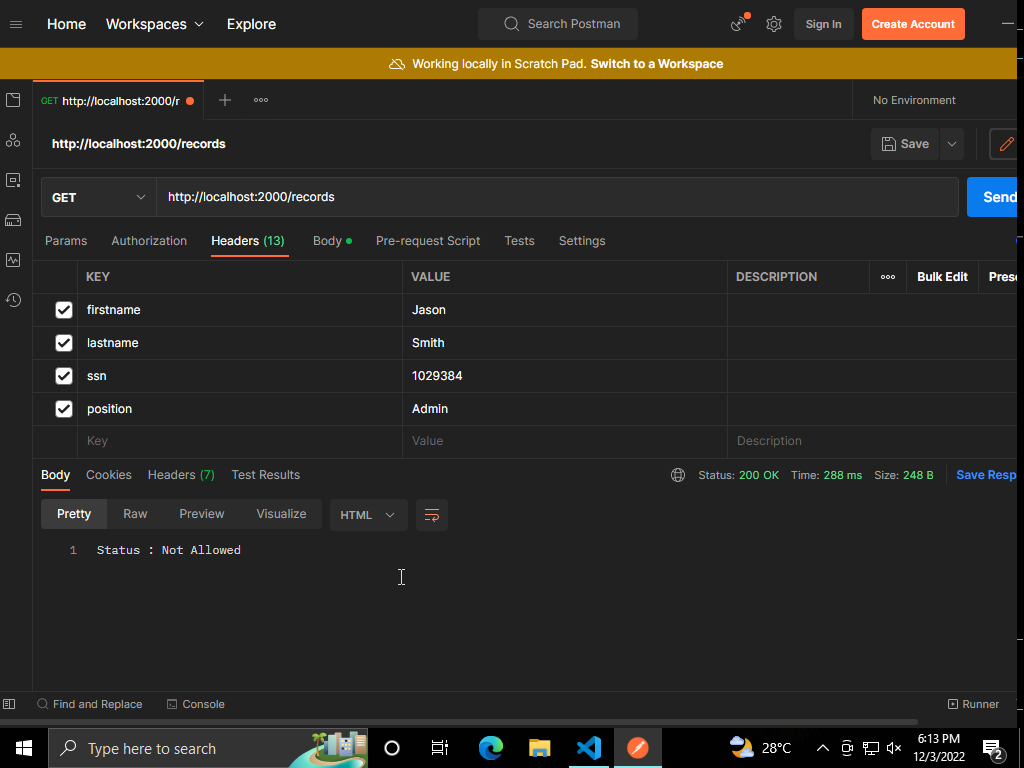 Home Workspaces Explore Search Postman Sign In Create Account
Working locally in Scratch Pad. Switch to a Workspace
GET http://localhost:2000/r No Environment
http://localhost:2000/records Save
GET http://localhost:2000/records Send
Params Authorization Headers (13) Body Pre-request Script Tests Settings
KEY VALUE DESCRIPTION Bulk Edit Prese
firstname Jason
lastname Smith
ssn 1029384
position Admin
Key Value Description
Body Cookies Headers (7) Test Results Status: 200 OK Time: 288 ms Size: 248 B Save Resp
Pretty Raw Preview Visualize HTML
1 Status : Not Allowed
Find and Replace Console Runner
Type here to search 28°C 6:13 PM
12/3/2022 2